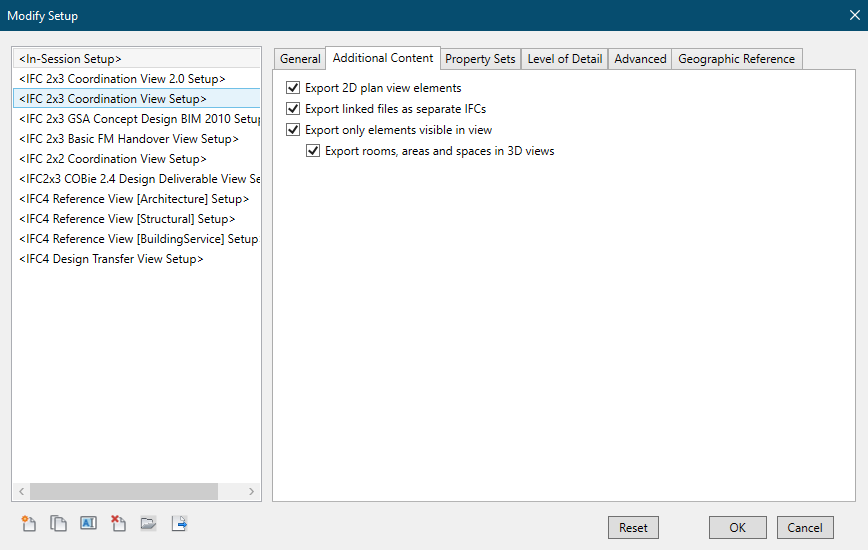 Modify Setup
<In-Session Setup>
<IFC 2x3 Coordination View 2.0 Setup>
<IFC 2x3 Coordination View Setup>
<IFC 2x3 GSA Concept Design BIM 2010 Setup
<IFC 2x3 Basic FM Handover View Setup>
<IFC 2x2 Coordination View Setup>
<IFC2x3 COBie 2.4 Design Deliverable View Se
<IFC4 Reference View [Architecture] Setup>
<IFC4 Reference View [Structural] Setup>
<IFC4 Reference View [BuildingService] Setup
<IFC4 Design Transfer View Setup>
General Additional Content Property Sets Level of Detail Advanced Geographic Reference
Export 2D plan view elements
Export linked files as separate IFCs
Export only elements visible in view
Export rooms, areas and spaces in 3D views
Reset OK Cancel